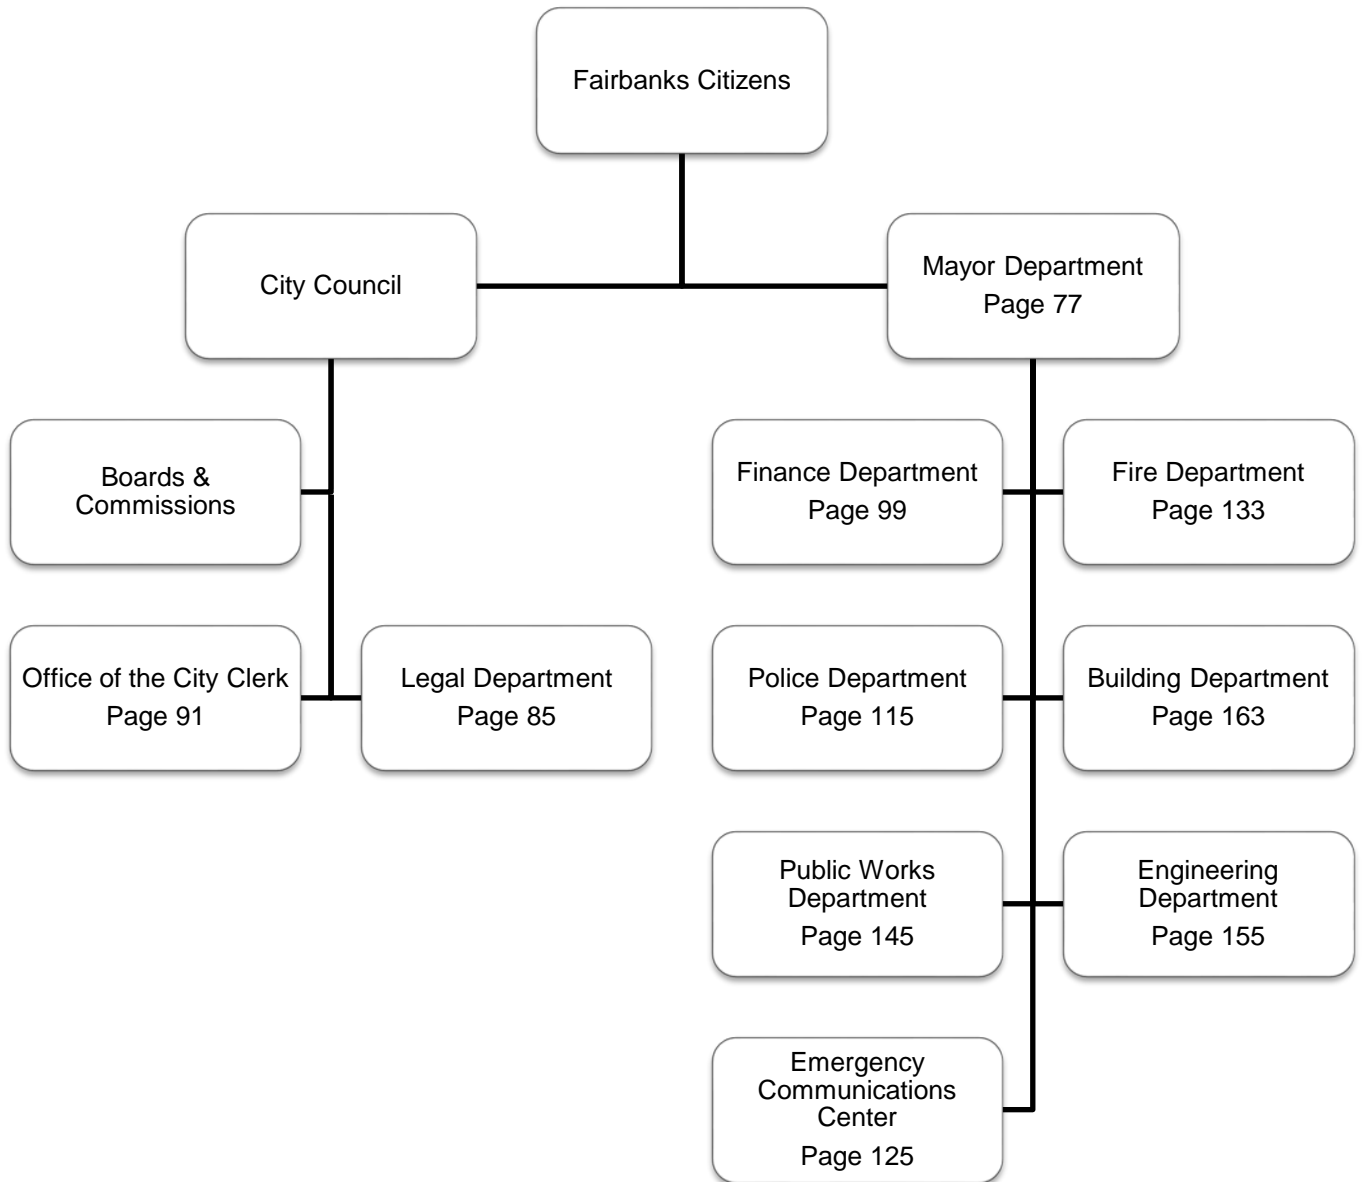 Fairbanks Citizens
City Council
Mayor Department
Page 77
Boards &
Commissions
Finance Department
Page 99
Fire Department
Page 133
Office of the City Clerk
Page 91
Legal Department
Page 85
Police Department
Page 115
Building Department
Page 163
Public Works
Department
Page 145
Engineering
Department
Page 155
Emergency
Communications
Center
Page 125